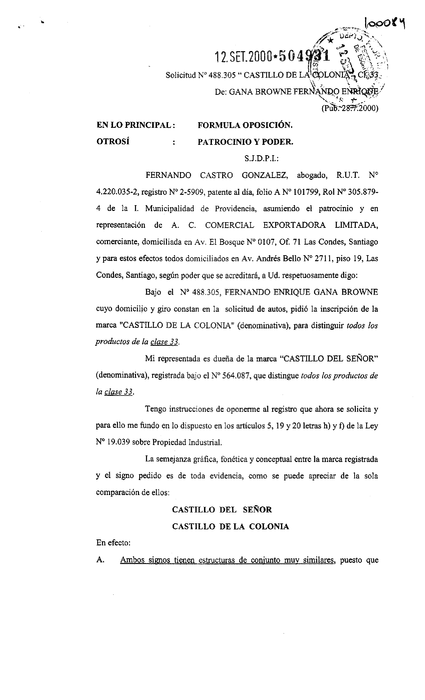 100084
12.SET.2000*504931
Solicitud N° 488.305 " CASTILLO DE LA COLONIA", Cl. 33.
De: GANA BROWNE FERNANDO ENRIQUE
(Pub. 28.7.2000)
EN LO PRINCIPAL : FORMULA OPOSICIÓN.
OTROSÍ : PATROCINIO Y PODER.
S.J.D.P.I.:
FERNANDO CASTRO GONZALEZ, abogado, R.U.T. N°
4.220.035-2, registro N° 2-5909, patente al día, folio A N° 101799, Rol N° 305.879-
4 de la I. Municipalidad de Providencia, asumiendo el patrocinio y en
representación de A. C. COMERCIAL EXPORTADORA LIMITADA,
comerciante, domiciliada en Av. El Bosque N° 0107, Of. 71 Las Condes, Santiago
y para estos efectos todos domiciliados en Av. Andrés Bello N° 2711, piso 19, Las
Condes, Santiago, según poder que se acreditará, a Ud. respetuosamente digo:
Bajo el N° 488.305, FERNANDO ENRIQUE GANA BROWNE
cuyo domicilio y giro constan en la solicitud de autos, pidió la inscripción de la
marca "CASTILLO DE LA COLONIA" (denominativa), para distinguir todos los
productos de la clase 33.
Mi representada es dueña de la marca "CASTILLO DEL SEÑOR"
(denominativa), registrada bajo el N° 564.087, que distingue todos los productos de
la clase 33.
Tengo instrucciones de oponerme al registro que ahora se solicita y
para ello me fundo en lo dispuesto en los artículos 5, 19 y 20 letras h) y f) de la Ley
N° 19.039 sobre Propiedad Industrial.
La semejanza gráfica, fonética y conceptual entre la marca registrada
y el signo pedido es de toda evidencia, como se puede apreciar de la sola
comparación de ellos:
CASTILLO DEL SEÑOR
CASTILLO DE LA COLONIA
En efecto:
A. Ambos signos tienen estructuras de conjunto muy similares, puesto que